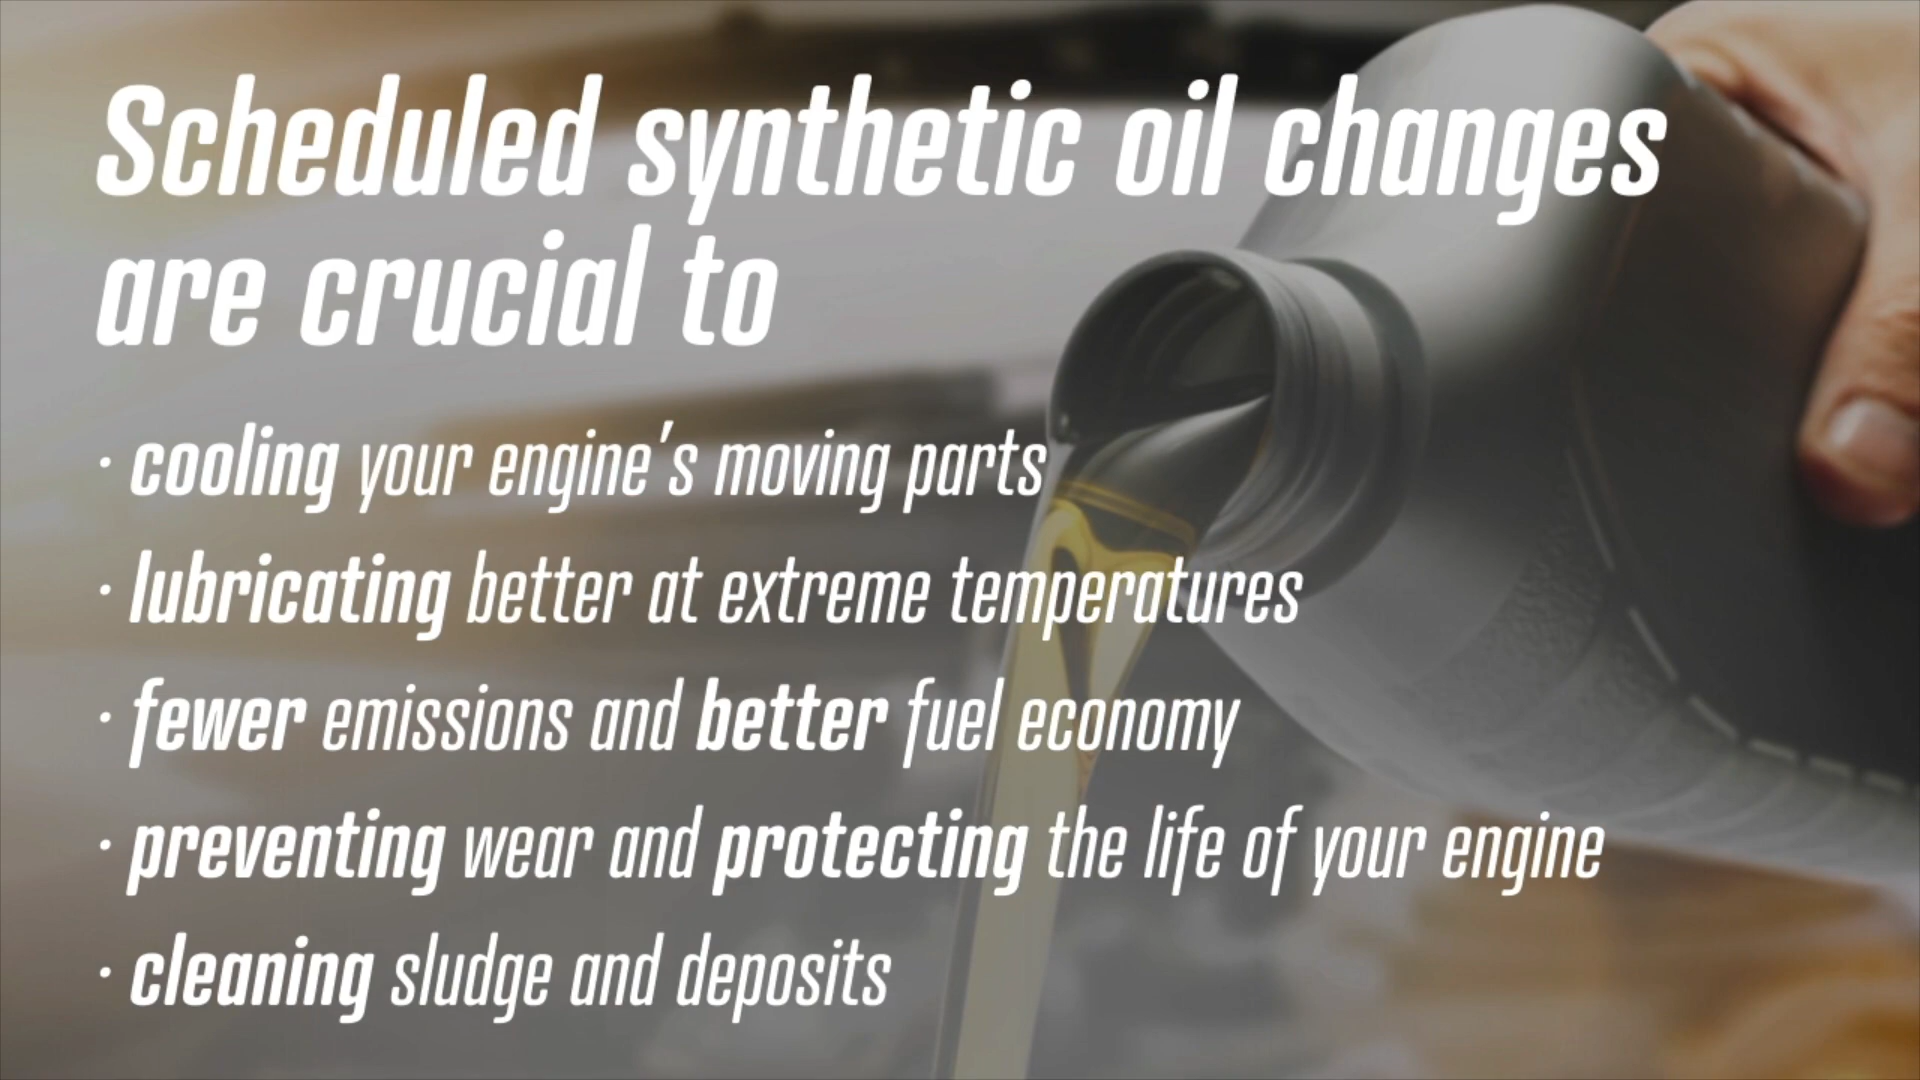 Scheduled synthetic oil changes
are crucial to
· cooling your engine’s moving parts
· lubricating better at extreme temperatures
· fewer emissions and better fuel economy
· preventing wear and protecting the life of your engine
· cleaning sludge and deposits